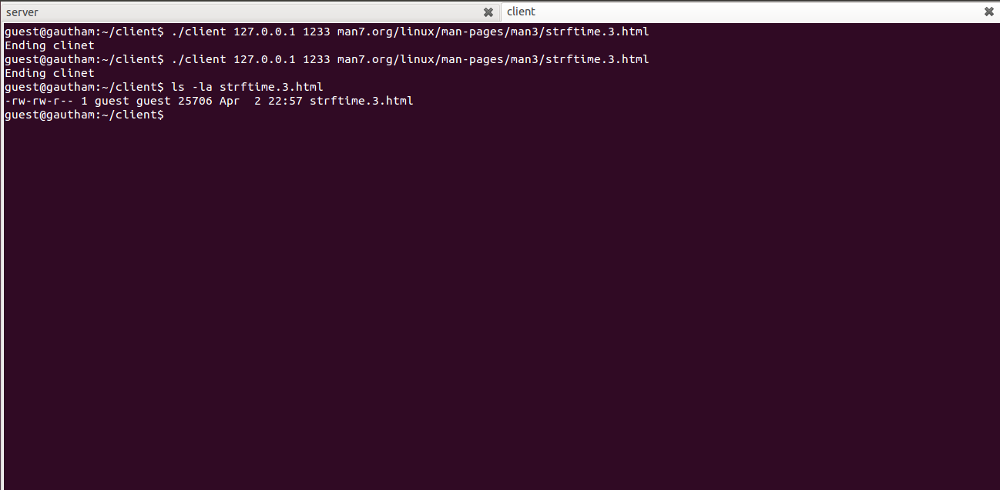 server ✖ client ✖
guest@gautham:~/client$ ./client 127.0.0.1 1233 man7.org/linux/man-pages/man3/strftime.3.html
Ending clinet
guest@gautham:~/client$ ./client 127.0.0.1 1233 man7.org/linux/man-pages/man3/strftime.3.html
Ending clinet
guest@gautham:~/client$ ls -la strftime.3.html
-rw-rw-r-- 1 guest guest 25706 Apr  2 22:57 strftime.3.html
guest@gautham:~/client$